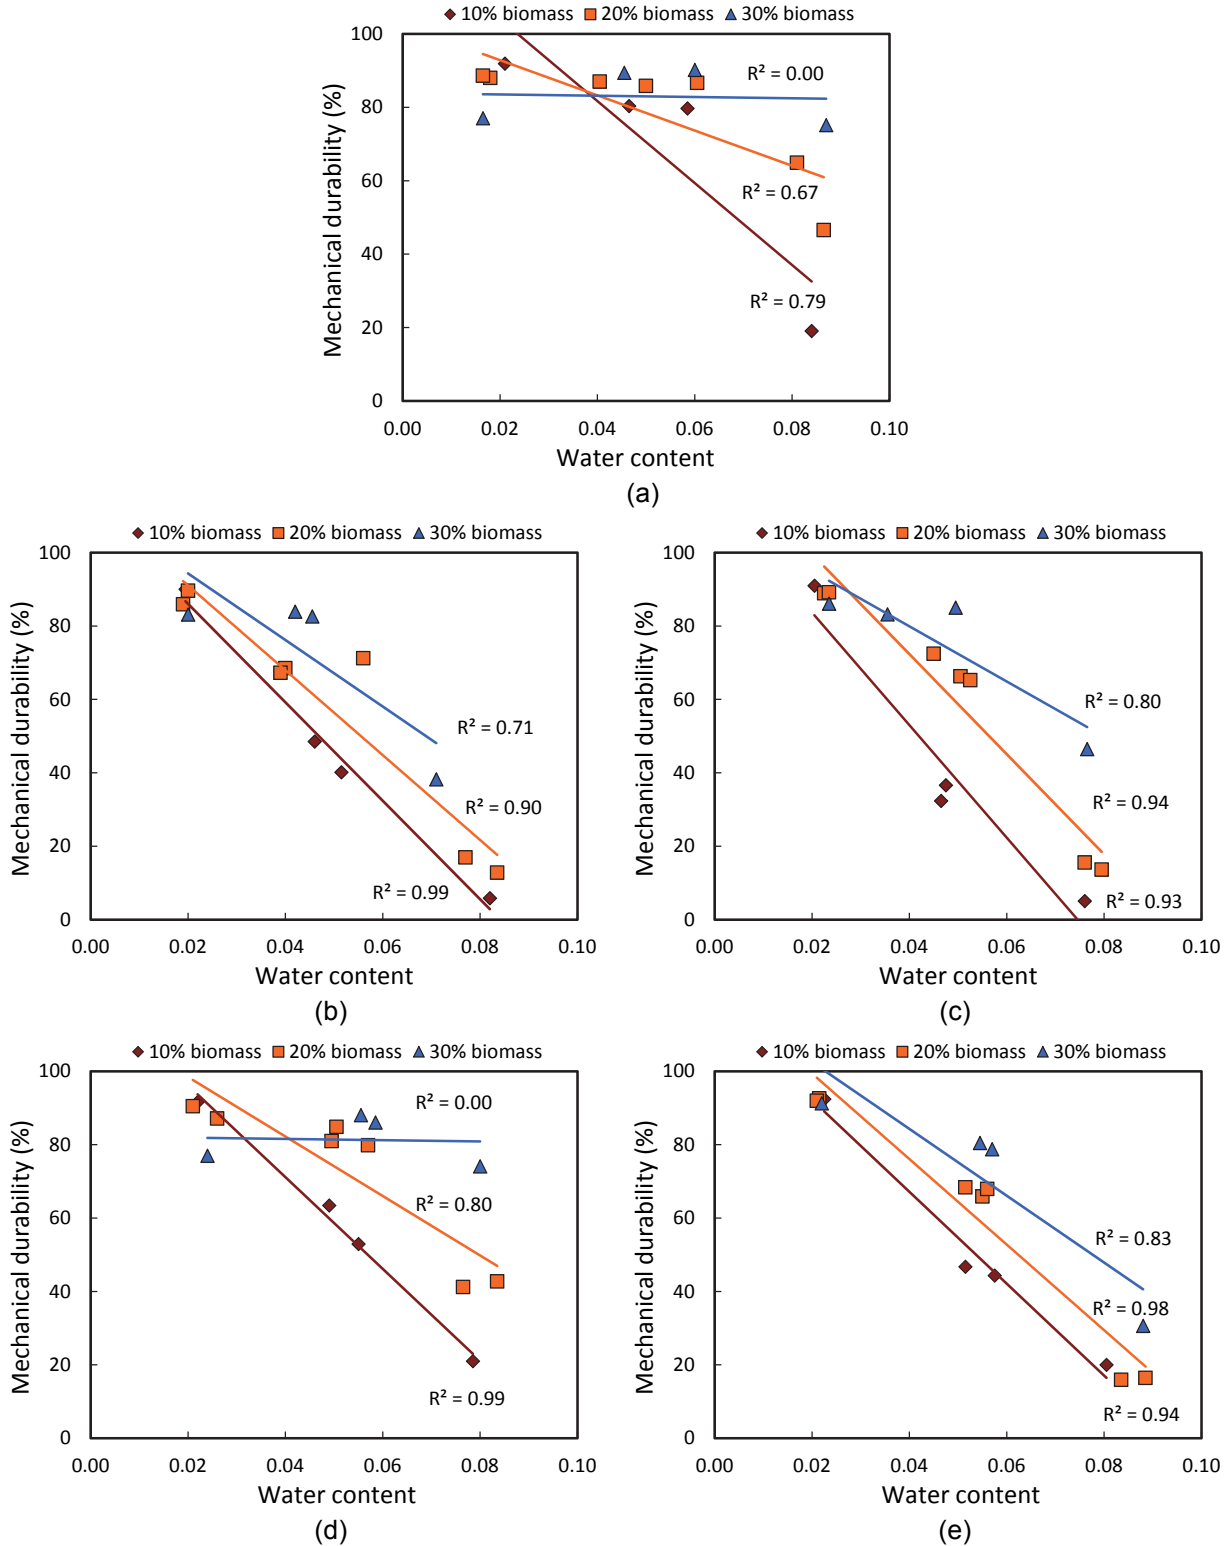 10% biomass 20% biomass 30% biomass
100
80
60
40
20
0
Mechanical durability (%)
R² = 0.00
R² = 0.67
R² = 0.79
0.00 0.02 0.04 0.06 0.08 0.10
Water content
(a)
10% biomass 20% biomass 30% biomass
100
80
60
40
20
0
Mechanical durability (%)
R² = 0.71
R² = 0.90
R² = 0.99
0.00 0.02 0.04 0.06 0.08 0.10
Water content
(b)
10% biomass 20% biomass 30% biomass
100
80
60
40
20
0
Mechanical durability (%)
R² = 0.80
R² = 0.94
R² = 0.93
0.00 0.02 0.04 0.06 0.08 0.10
Water content
(c)
10% biomass 20% biomass 30% biomass
100
80
60
40
20
0
Mechanical durability (%)
R² = 0.00
R² = 0.80
R² = 0.99
0.00 0.02 0.04 0.06 0.08 0.10
Water content
(d)
10% biomass 20% biomass 30% biomass
100
80
60
40
20
0
Mechanical durability (%)
R² = 0.83
R² = 0.98
R² = 0.94
0.00 0.02 0.04 0.06 0.08 0.10
Water content
(e)